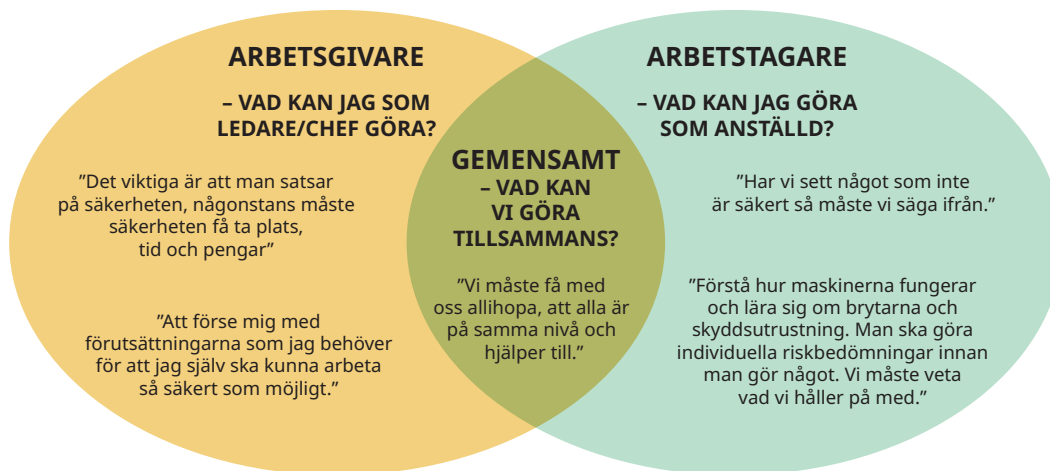 ARBETSGIVARE
– VAD KAN JAG SOM
LEDARE/CHEF GÖRA?
”Det viktiga är att man satsar
på säkerheten, någonstans måste
säkerheten få ta plats,
tid och pengar”
”Att förse mig med
förutsättningarna som jag behöver
för att jag själv ska kunna arbeta
så säkert som möjligt.”
GEMENSAMT
– VAD KAN
VI GÖRA
TILLSAMMANS?
”Vi måste få med
oss allihopa, att alla är
på samma nivå och
hjälper till.”
ARBETSTAGARE
– VAD KAN JAG GÖRA
SOM ANSTÄLLD?
”Har vi sett något som inte
är säkert så måste vi säga ifrån.”
”Förstå hur maskinerna fungerar
och lära sig om brytarna och
skyddsutrustning. Man ska göra
individuella riskbedömningar innan
man gör något. Vi måste veta
vad vi håller på med.”